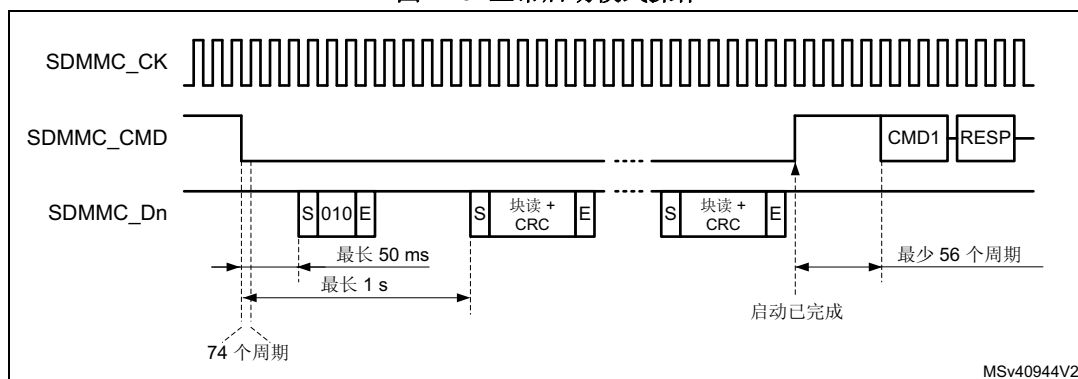 SDMMC_CK
SDMMC_CMD
CMD1
RESP
SDMMC_Dn
S 010 E
S 块读 + CRC E
S 块读 + CRC E
最长 50 ms
最少 56 个周期
最长 1 s
启动已完成
74 个周期
MSv40944V2